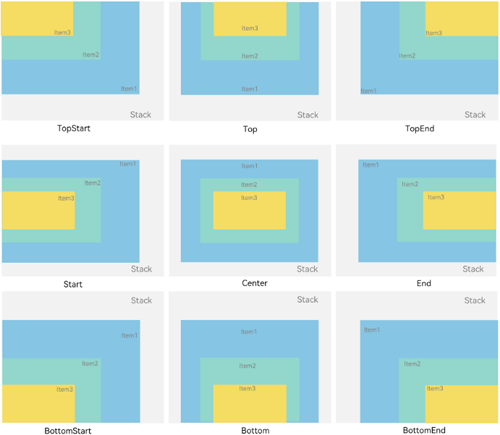 Item3
Item2
Item1
Stack
TopStart
Item3
Item2
Item1
Stack
Top
Item3
Item2
Item1
Stack
TopEnd
Item1
Item2
Item3
Stack
Start
Item1
Item2
Item3
Stack
Center
Item1
Item2
Item3
Stack
End
Stack
Item1
Item2
Item3
BottomStart
Stack
Item1
Item2
Item3
Bottom
Stack
Item1
Item2
Item3
BottomEnd